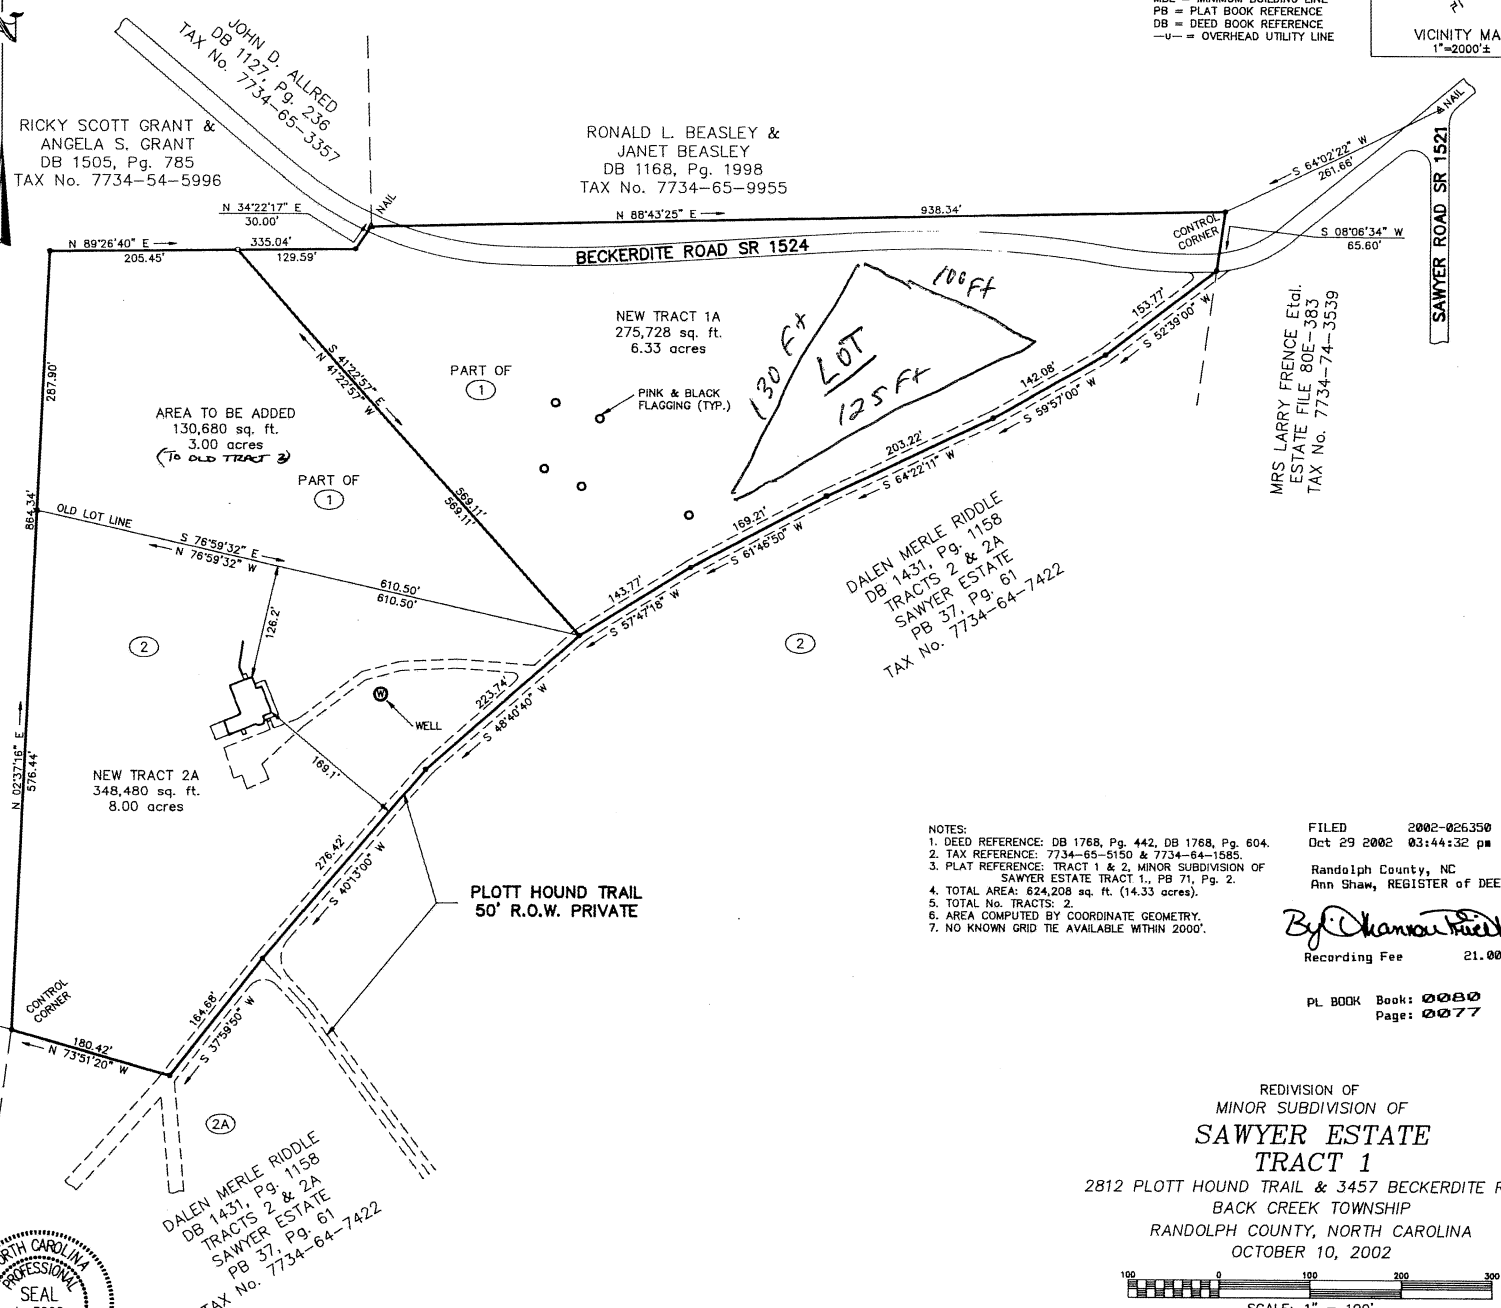 MBL = MINIMUM BUILDING LINE
PB = PLAT BOOK REFERENCE
DB = DEED BOOK REFERENCE
—U— = OVERHEAD UTILITY LINE
VICINITY MA
1"=2000'±
JOHN D. ALLRED
DB 1127, Pg. 236
TAX No. 7734-65-3357
RICKY SCOTT GRANT &
ANGELA S. GRANT
DB 1505, Pg. 785
TAX No. 7734-54-5996
RONALD L. BEASLEY &
JANET BEASLEY
DB 1168, Pg. 1998
TAX No. 7734-65-9955
NAIL
S 64°02'22" W
261.66'
SAWYER ROAD SR 1521
N 34°22'17" E
30.00'
NAIL
N 88°43'25" E
938.34'
CONTROL
CORNER
S 08°06'34" W
65.60'
N 89°26'40" E
205.45'
335.04'
129.59'
BECKERDITE ROAD SR 1524
MRS LARRY FRENCE Etal.
ESTATE FILE 80E-383
TAX No. 7734-74-3539
NEW TRACT 1A
275,728 sq. ft.
6.33 acres
100 Ft
130 Ft
LOT
125 Ft
153.77'
S 52°39'00" W
142.08'
S 59°57'00" W
203.22'
S 64°22'11" W
169.21'
S 61°46'50" W
143.77'
S 57°47'18" W
287.90'
S 41°22'57" E
N 41°22'57" W
PART OF
1
PINK & BLACK
FLAGGING (TYP.)
AREA TO BE ADDED
130,680 sq. ft.
3.00 acres
(TO OLD TRACT 3)
PART OF
1
569.11'
569.11'
864.34'
OLD LOT LINE
S 76°59'32" E
N 76°59'32" W
610.50'
610.50'
126.2'
DALEN MERLE RIDDLE
DB 1431, Pg. 1158
TRACTS 2 & 2A
SAWYER ESTATE
PB 37, Pg. 61
TAX No. 7734-64-7422
2
2
W
WELL
223.74'
S 48°40'40" W
169.1'
N 02°37'16" E
576.44'
NEW TRACT 2A
348,480 sq. ft.
8.00 acres
276.42'
S 40°13'00" W
PLOTT HOUND TRAIL
50' R.O.W. PRIVATE
NOTES:
1. DEED REFERENCE: DB 1768, Pg. 442, DB 1768, Pg. 604.
2. TAX REFERENCE: 7734-65-5150 & 7734-64-1585.
3. PLAT REFERENCE: TRACT 1 & 2, MINOR SUBDIVISION OF
SAWYER ESTATE TRACT 1., PB 71, Pg. 2.
4. TOTAL AREA: 624,208 sq. ft. (14.33 acres).
5. TOTAL No. TRACTS: 2.
6. AREA COMPUTED BY COORDINATE GEOMETRY.
7. NO KNOWN GRID TIE AVAILABLE WITHIN 2000'.
FILED 2002-026350
Oct 29 2002 03:44:32 pm
Randolph County, NC
Ann Shaw, REGISTER of DEE
By:
Recording Fee 21.00
PL BOOK Book: 0080
Page: 0077
CONTROL
CORNER
180.42'
N 73°51'20" W
164.68'
S 37°59'50" W
2A
DALEN MERLE RIDDLE
DB 1431, Pg. 1158
TRACTS 2 & 2A
SAWYER ESTATE
PB 37, Pg. 61
TAX No. 7734-64-7422
REDIVISION OF
MINOR SUBDIVISION OF
SAWYER ESTATE
TRACT 1
2812 PLOTT HOUND TRAIL & 3457 BECKERDITE R
BACK CREEK TOWNSHIP
RANDOLPH COUNTY, NORTH CAROLINA
OCTOBER 10, 2002
100 0 100 200 300
SCALE: 1" = 100'
ORTH CAROLINA
PROFESSIONAL
SEAL